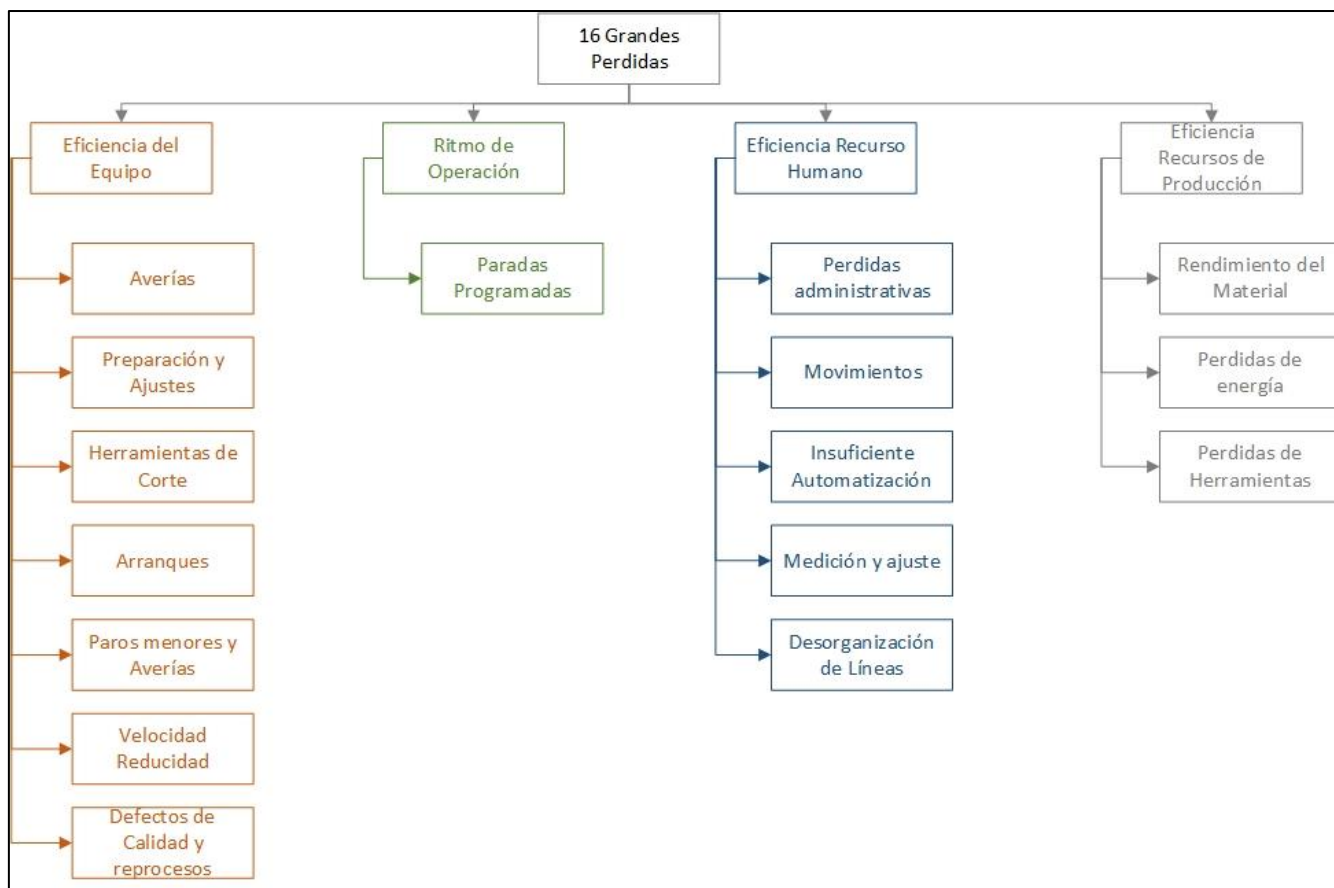 16 Grandes
Perdidas
Eficiencia del
Equipo
Ritmo de
Operación
Eficiencia Recurso
Humano
Eficiencia
Recursos de
Producción
Averías
Preparación y
Ajustes
Herramientas de
Corte
Arranques
Paros menores y
Averías
Velocidad
Reducidad
Defectos de
Calidad y
reprocesos
Paradas
Programadas
Perdidas
administrativas
Movimientos
Insuficiente
Automatización
Medición y ajuste
Desorganización
de Líneas
Rendimiento del
Material
Perdidas de
energía
Perdidas de
Herramientas